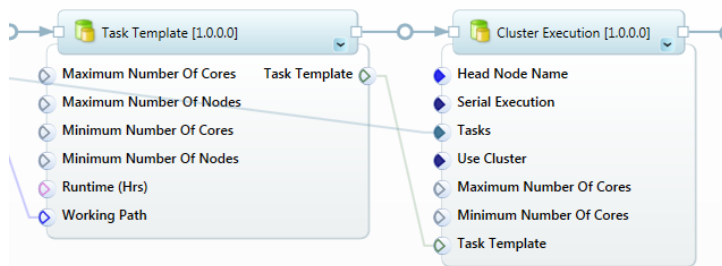 Task Template [1.0.0.0]
Maximum Number Of Cores
Task Template
Maximum Number Of Nodes
Minimum Number Of Cores
Minimum Number Of Nodes
Runtime (Hrs)
Working Path
Cluster Execution [1.0.0.0]
Head Node Name
Serial Execution
Tasks
Use Cluster
Maximum Number Of Cores
Minimum Number Of Cores
Task Template